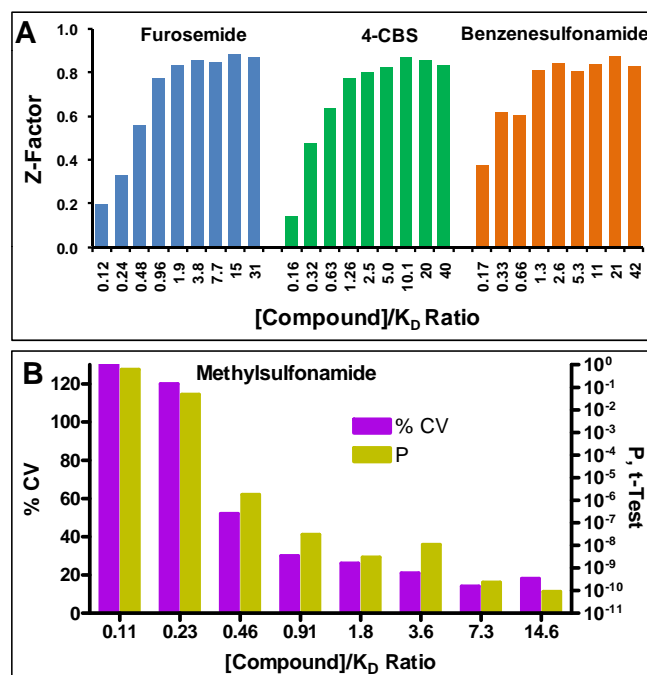 A
Furosemide 4-CBS Benzenesulfonamide
Z-Factor
1.0
0.8
0.6
0.4
0.2
0.0
0.12 0.24 0.48 0.96 1.9 3.8 7.7 15 31 0.16 0.32 0.63 1.26 2.5 5.0 10.1 20 40 0.17 0.33 0.66 1.3 2.6 5.3 11 21 42
[Compound]/K_D Ratio
B
Methylsulfonamide
% CV
P
% CV
120
100
80
60
40
20
0
P, t-Test
10⁰
10⁻¹
10⁻²
10⁻³
10⁻⁴
10⁻⁵
10⁻⁶
10⁻⁷
10⁻⁸
10⁻⁹
10⁻¹⁰
10⁻¹¹
0.11 0.23 0.46 0.91 1.8 3.6 7.3 14.6
[Compound]/K_D Ratio